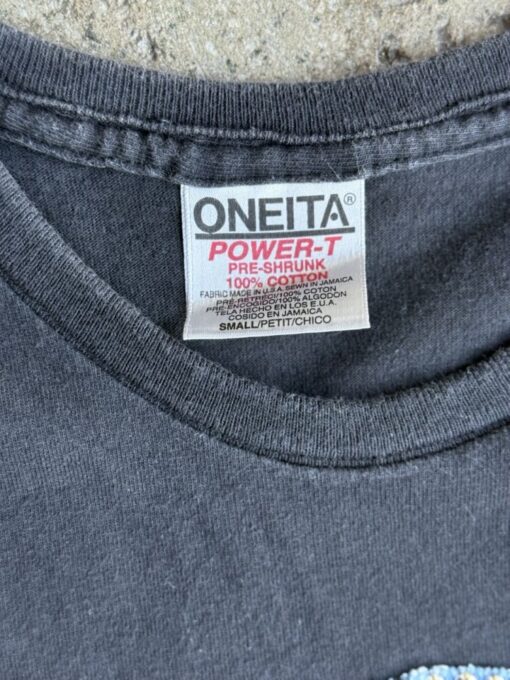 ONEITA®
POWER-T
PRE-SHRUNK
100% COTTON
FABRIC MADE IN U.S.A. SEWN IN JAMAICA
PRE-RETRECI/100% COTON
PRE-ENCOGIDO/100% ALGODON
TELA HECHO EN LOS E.U.A.
COSIDO EN JAMAICA
SMALL/PETIT/CHICO